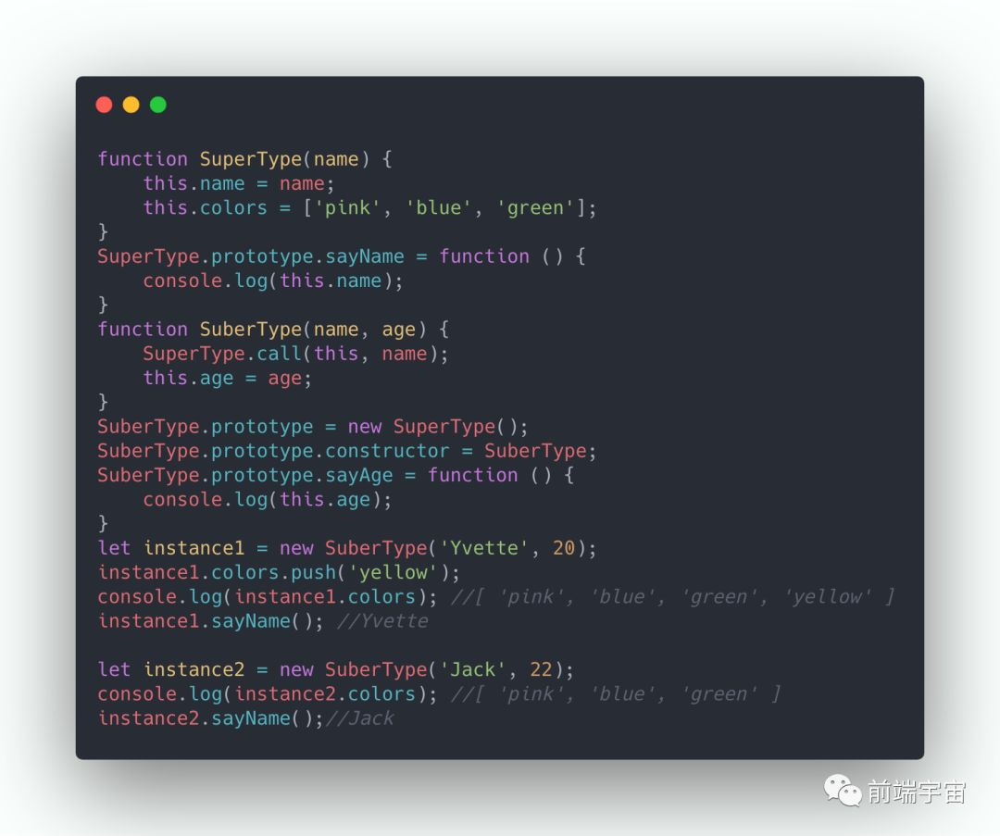 function SuperType(name) {
    this.name = name;
    this.colors = ['pink', 'blue', 'green'];
}
SuperType.prototype.sayName = function () {
    console.log(this.name);
}
function SuberType(name, age) {
    SuperType.call(this, name);
    this.age = age;
}
SuberType.prototype = new SuperType();
SuberType.prototype.constructor = SuberType;
SuberType.prototype.sayAge = function () {
    console.log(this.age);
}
let instance1 = new SuberType('Yvette', 20);
instance1.colors.push('yellow');
console.log(instance1.colors); //[ 'pink', 'blue', 'green', 'yellow' ]
instance1.sayName(); //Yvette

let instance2 = new SuberType('Jack', 22);
console.log(instance2.colors); //[ 'pink', 'blue', 'green' ]
instance2.sayName();//Jack
前端宇宙